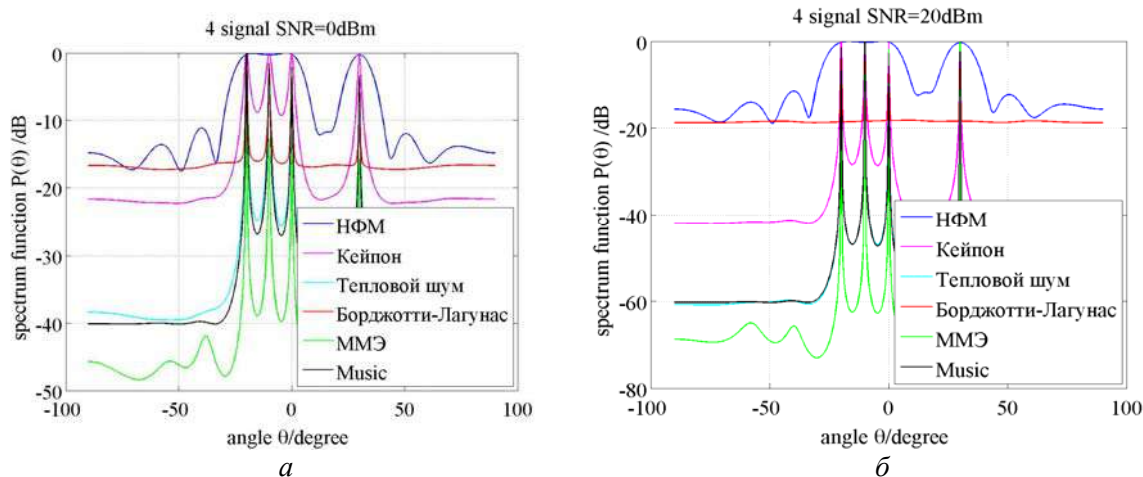 4 signal SNR=0dBm
spectrum function P(θ) /dB
0
-10
-20
-30
-40
-50
-100
-50
0
50
100
angle θ/degree
НФМ
Кейпон
Тепловой шум
Борджотти-Лагунас
ММЭ
Music
а
4 signal SNR=20dBm
spectrum function P(θ) /dB
0
-20
-40
-60
-80
-100
-50
0
50
100
angle θ/degree
НФМ
Кейпон
Тепловой шум
Борджотти-Лагунас
ММЭ
Music
б